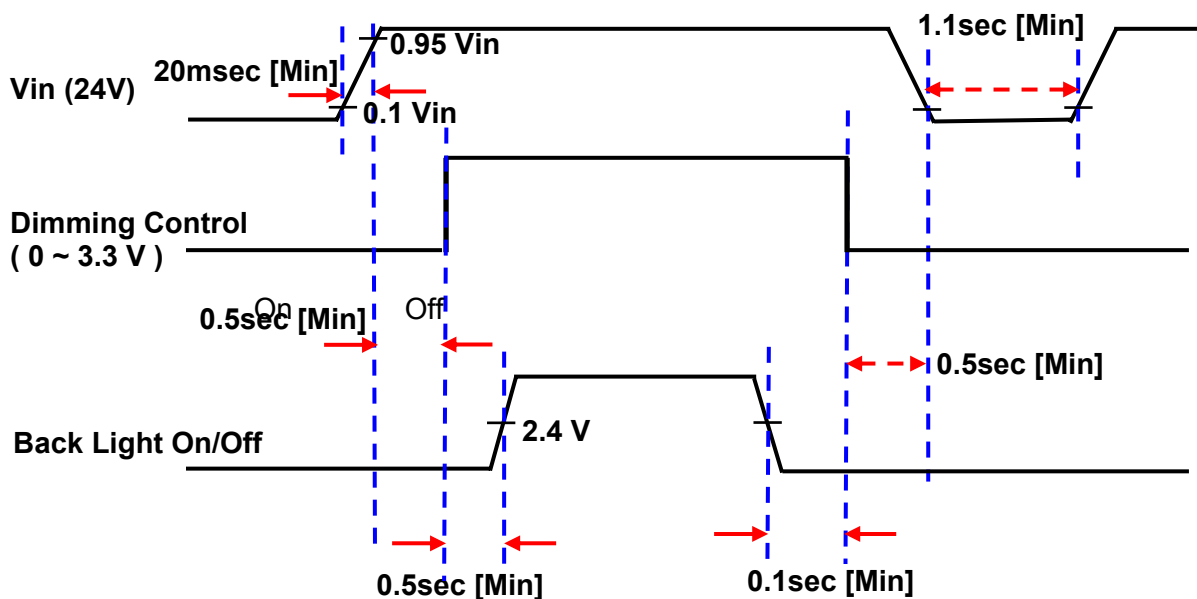 1.1sec [Min]
0.95 Vin
20msec [Min]
Vin (24V)
0.1 Vin
Dimming Control
( 0 ~ 3.3 V )
On
Off
0.5sec [Min]
0.5sec [Min]
2.4 V
Back Light On/Off
0.5sec [Min]
0.1sec [Min]